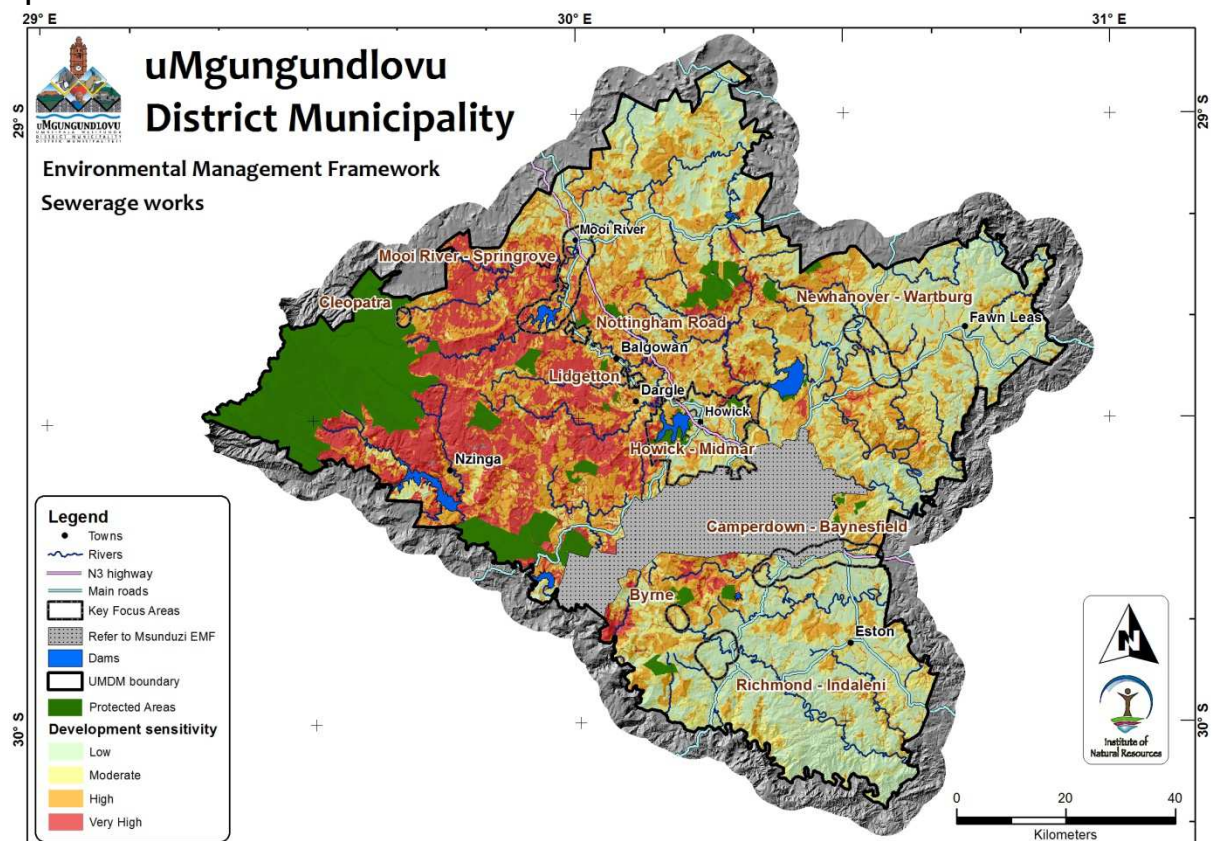 29° E
30° E
31° E
uMgungundlovu
District Municipality
uMGUNGUNDLOVU
Environmental Management Framework
Sewerage works
29° S
29° S
Mooi River
Mooi River - Springrove
Cleopatra
Newhanover - Wartburg
Fawn Leas
Nottingham Road
Balgowan
Lidgetton
Dargle
Howick
Howick - Midmar
Nzinga
Camperdown - Baynesfield
Byrne
Eston
Richmond - Indaleni
Legend
Towns
Rivers
N3 highway
Main roads
Key Focus Areas
Refer to Msunduzi EMF
Dams
UMDM boundary
Protected Areas
Development sensitivity
Low
Moderate
High
Very High
30° S
30° S
N
Institute of
Natural Resources
0 20 40
Kilometers